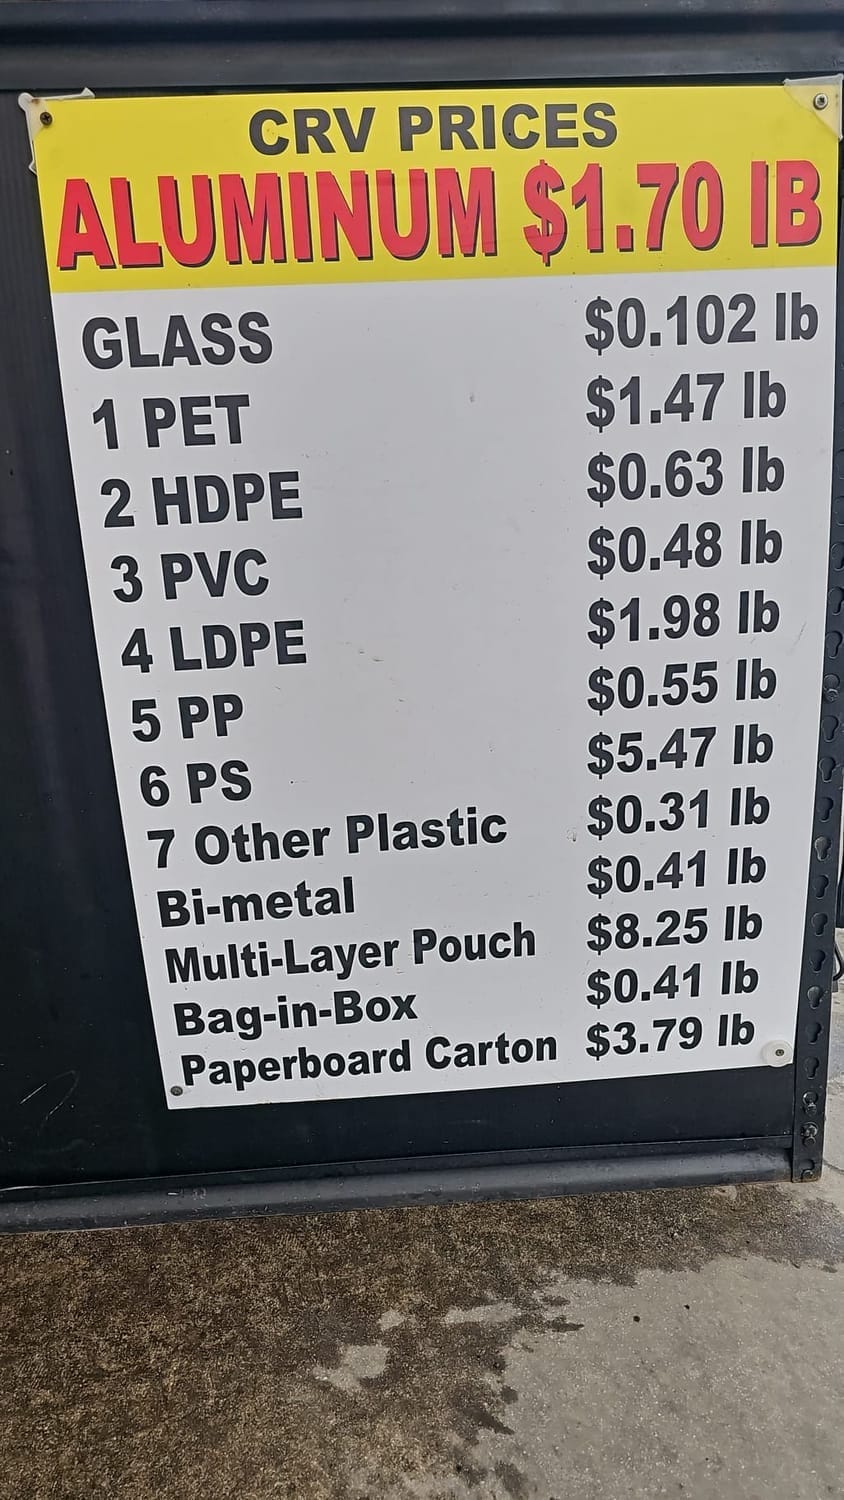 CRV PRICES
ALUMINUM $1.70 IB
GLASS $0.102 lb
1 PET $1.47 lb
2 HDPE $0.63 lb
3 PVC $0.48 lb
4 LDPE $1.98 lb
5 PP $0.55 lb
6 PS $5.47 lb
7 Other Plastic $0.31 lb
Bi-metal $0.41 lb
Multi-Layer Pouch $8.25 lb
Bag-in-Box $0.41 lb
Paperboard Carton $3.79 lb